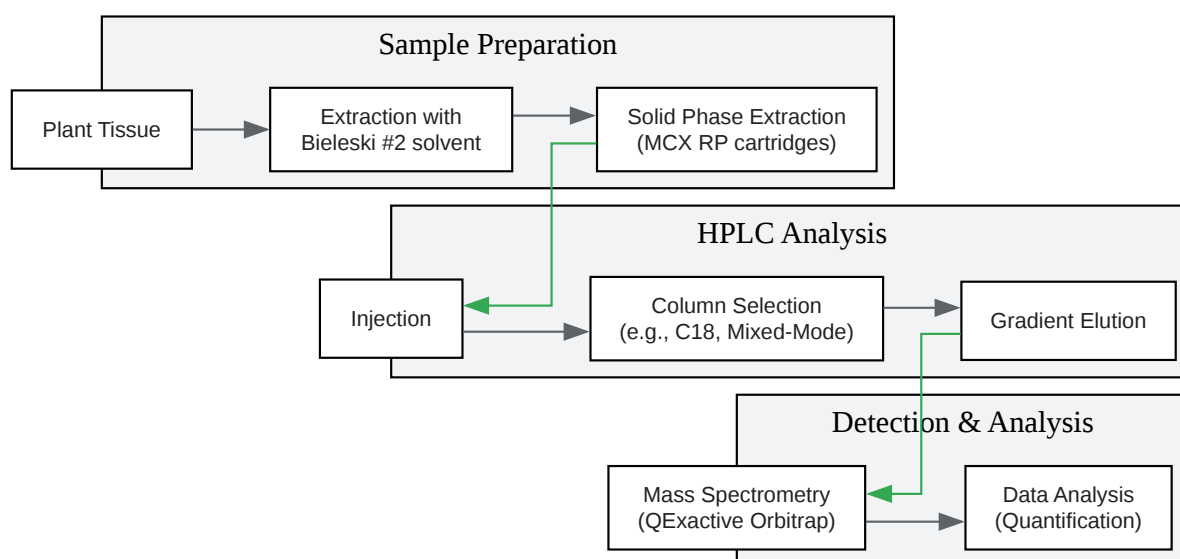 Sample Preparation
Plant Tissue
Extraction with
Bieleski #2 solvent
Solid Phase Extraction
(MCX RP cartridges)
HPLC Analysis
Injection
Column Selection
(e.g., C18, Mixed-Mode)
Gradient Elution
Detection & Analysis
Mass Spectrometry
(QExactive Orbitrap)
Data Analysis
(Quantification)